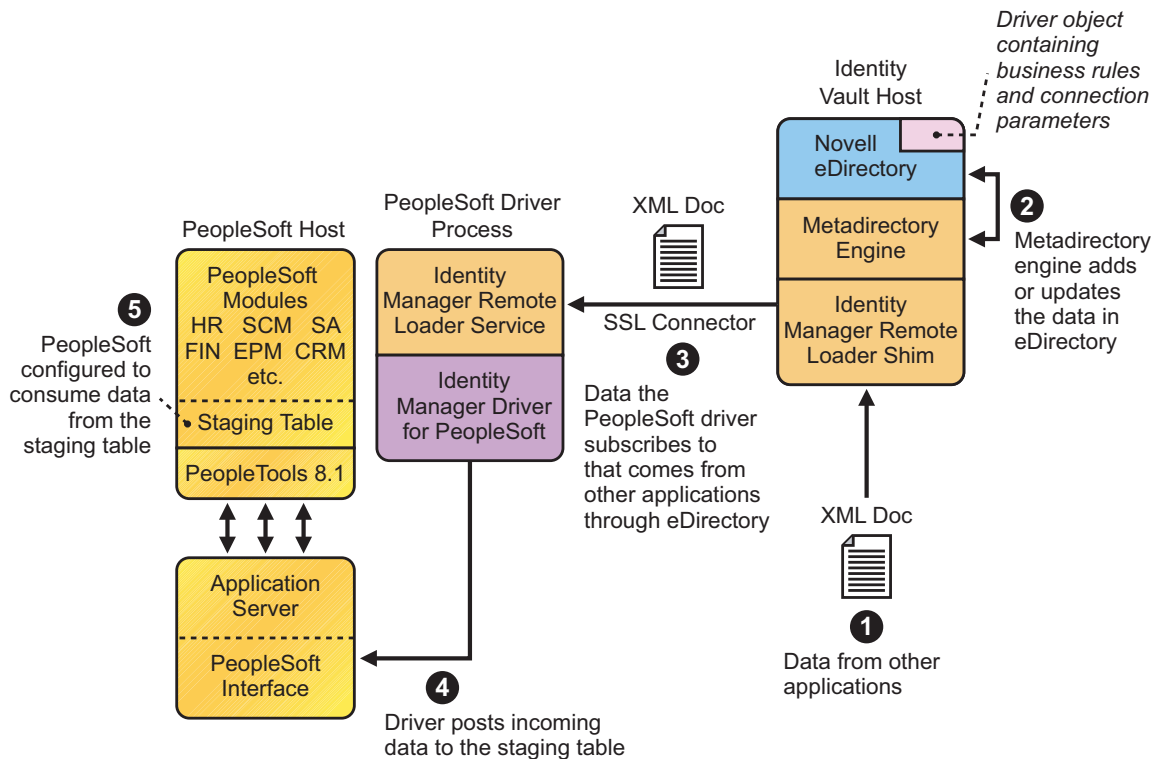 Driver object
containing
business rules
and connection
parameters
Identity
Vault Host
Novell
eDirectory
Metadirectory
Engine
Identity
Manager Remote
Loader Shim
2
Metadirectory
engine adds
or updates
the data in
eDirectory
XML Doc
SSL Connector
3
Data the
PeopleSoft driver
subscribes to
that comes from
other applications
through eDirectory
PeopleSoft Driver
Process
Identity
Manager Remote
Loader Service
Identity
Manager Driver
for PeopleSoft
PeopleSoft Host
PeopleSoft
Modules
HR SCM SA
FIN EPM CRM
etc.
Staging Table
PeopleTools 8.1
5
PeopleSoft
configured to
consume data
from the
staging table
Application
Server
PeopleSoft
Interface
4
Driver posts incoming
data to the staging table
XML Doc
1
Data from other
applications